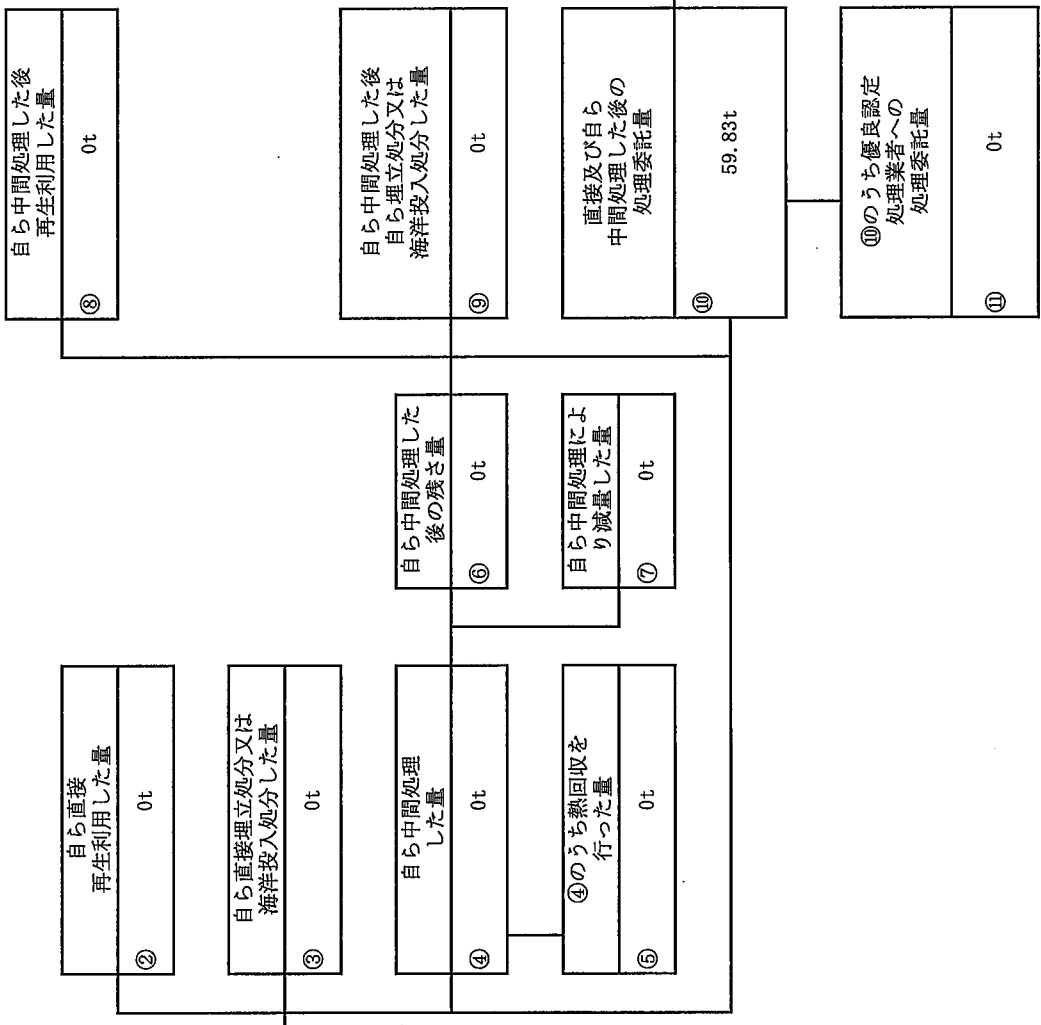 自ら直接
再生利用した量
②
0t
自ら直接埋立処分又は
海洋投入処分した量
③
0t
自ら中間処理
した量
④
0t
④のうち熱回収を
行った量
⑤
0t
自ら中間処理した
後の残さ量
⑥
0t
自ら中間処理によ
り減量した量
⑦
0t
自ら中間処理した後
再生利用した量
⑧
0t
自ら中間処理した後
自ら埋立処分又は
海洋投入処分した量
⑨
0t
直接及び自ら
中間処理した後の
処理委託量
⑩
59.83t
⑩のうち優良認定
処理業者への
処理委託量
⑪
0t